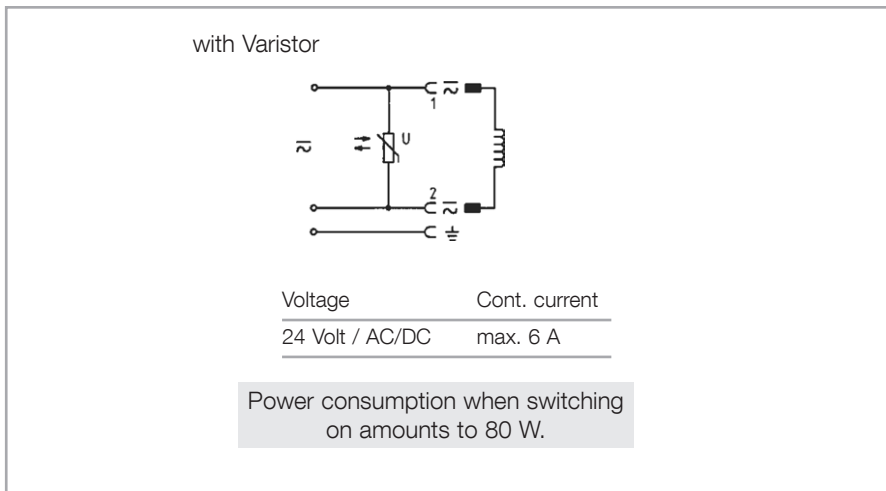 with Varistor
1
U
2
Voltage Cont. current
24 Volt / AC/DC max. 6 A
Power consumption when switching
on amounts to 80 W.